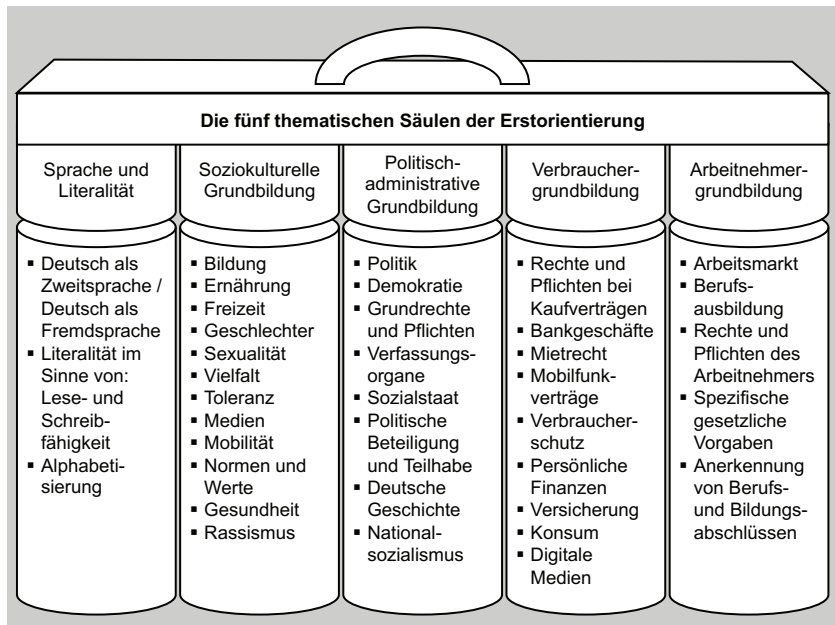 Die fünf thematischen Säulen der Erstorientierung
Sprache und
Literalität
▪ Deutsch als
Zweitsprache /
Deutsch als
Fremdsprache
▪ Literalität im
Sinne von:
Lese- und
Schreib-
fähigkeit
▪ Alphabeti-
sierung
Soziokulturelle
Grundbildung
▪ Bildung
▪ Ernährung
▪ Freizeit
▪ Geschlechter
▪ Sexualität
▪ Vielfalt
▪ Toleranz
▪ Medien
▪ Mobilität
▪ Normen und
Werte
▪ Gesundheit
▪ Rassismus
Politisch-
administrative
Grundbildung
▪ Politik
▪ Demokratie
▪ Grundrechte
und Pflichten
▪ Verfassungs-
organe
▪ Sozialstaat
▪ Politische
Beteiligung
und Teilhabe
▪ Deutsche
Geschichte
▪ National-
sozialismus
Verbraucher-
grundbildung
▪ Rechte und
Pflichten bei
Kaufverträgen
▪ Bankgeschäfte
▪ Mietrecht
▪ Mobilfunk-
verträge
▪ Verbraucher-
schutz
▪ Persönliche
Finanzen
▪ Versicherung
▪ Konsum
▪ Digitale
Medien
Arbeitnehmer-
grundbildung
▪ Arbeitsmarkt
▪ Berufs-
ausbildung
▪ Rechte und
Pflichten des
Arbeitnehmers
▪ Spezifische
gesetzliche
Vorgaben
▪ Anerkennung
von Berufs-
und Bildungs-
abschlüssen